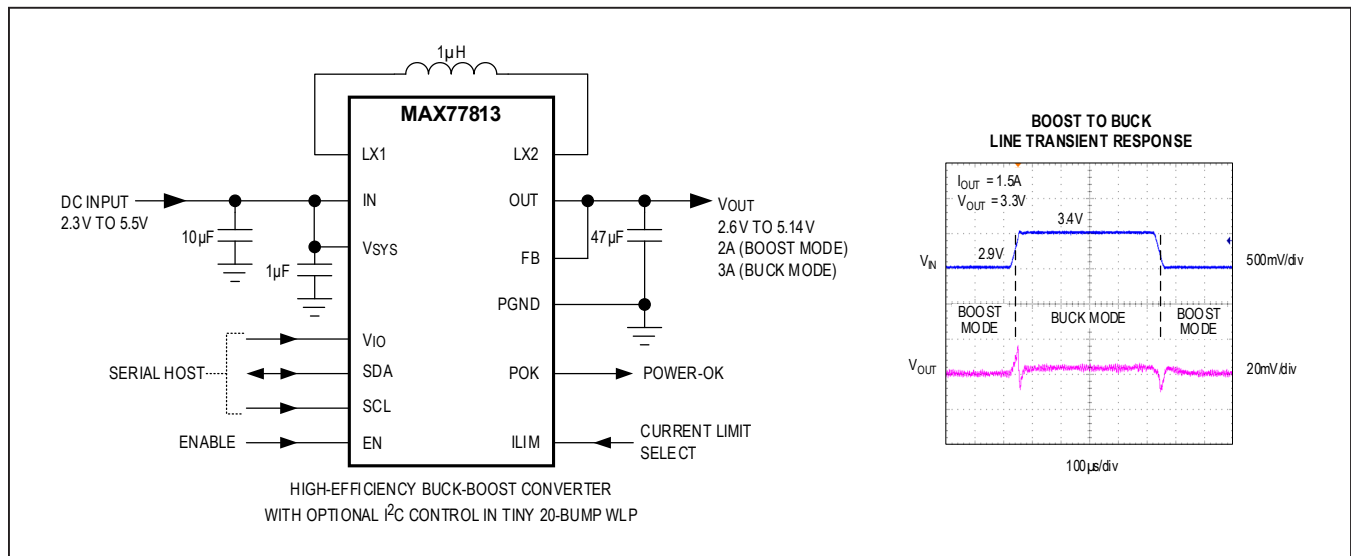 1µH
MAX77813
LX1
LX2
DC INPUT
2.3V TO 5.5V
IN
OUT
VOUT
2.6V TO 5.14V
2A (BOOST MODE)
3A (BUCK MODE)
10µF
VSYS
1µF
FB
47µF
PGND
SERIAL HOST
VIO
SDA
SCL
POK
POWER-OK
ENABLE
EN
ILIM
CURRENT LIMIT
SELECT
HIGH-EFFICIENCY BUCK-BOOST CONVERTER
WITH OPTIONAL I²C CONTROL IN TINY 20-BUMP WLP
BOOST TO BUCK
LINE TRANSIENT RESPONSE
IOUT = 1.5A
VOUT = 3.3V
3.4V
2.9V
VIN
500mV/div
BOOST
MODE
BUCK MODE
BOOST
MODE
VOUT
20mV/div
100µs/div